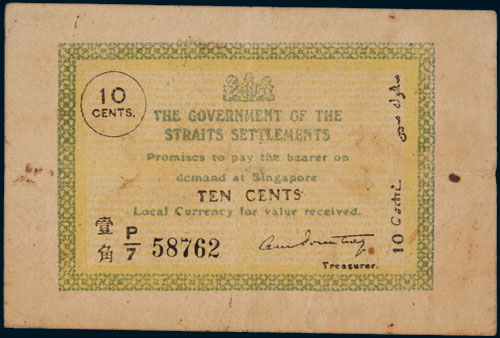 10
CENTS.
THE GOVERNMENT OF THE
STRAITS SETTLEMENTS
Promises to pay the bearer on
demand at Singapore
TEN CENTS
Local Currency for value received.
壹角
P/7 58762
Treasurer.
10